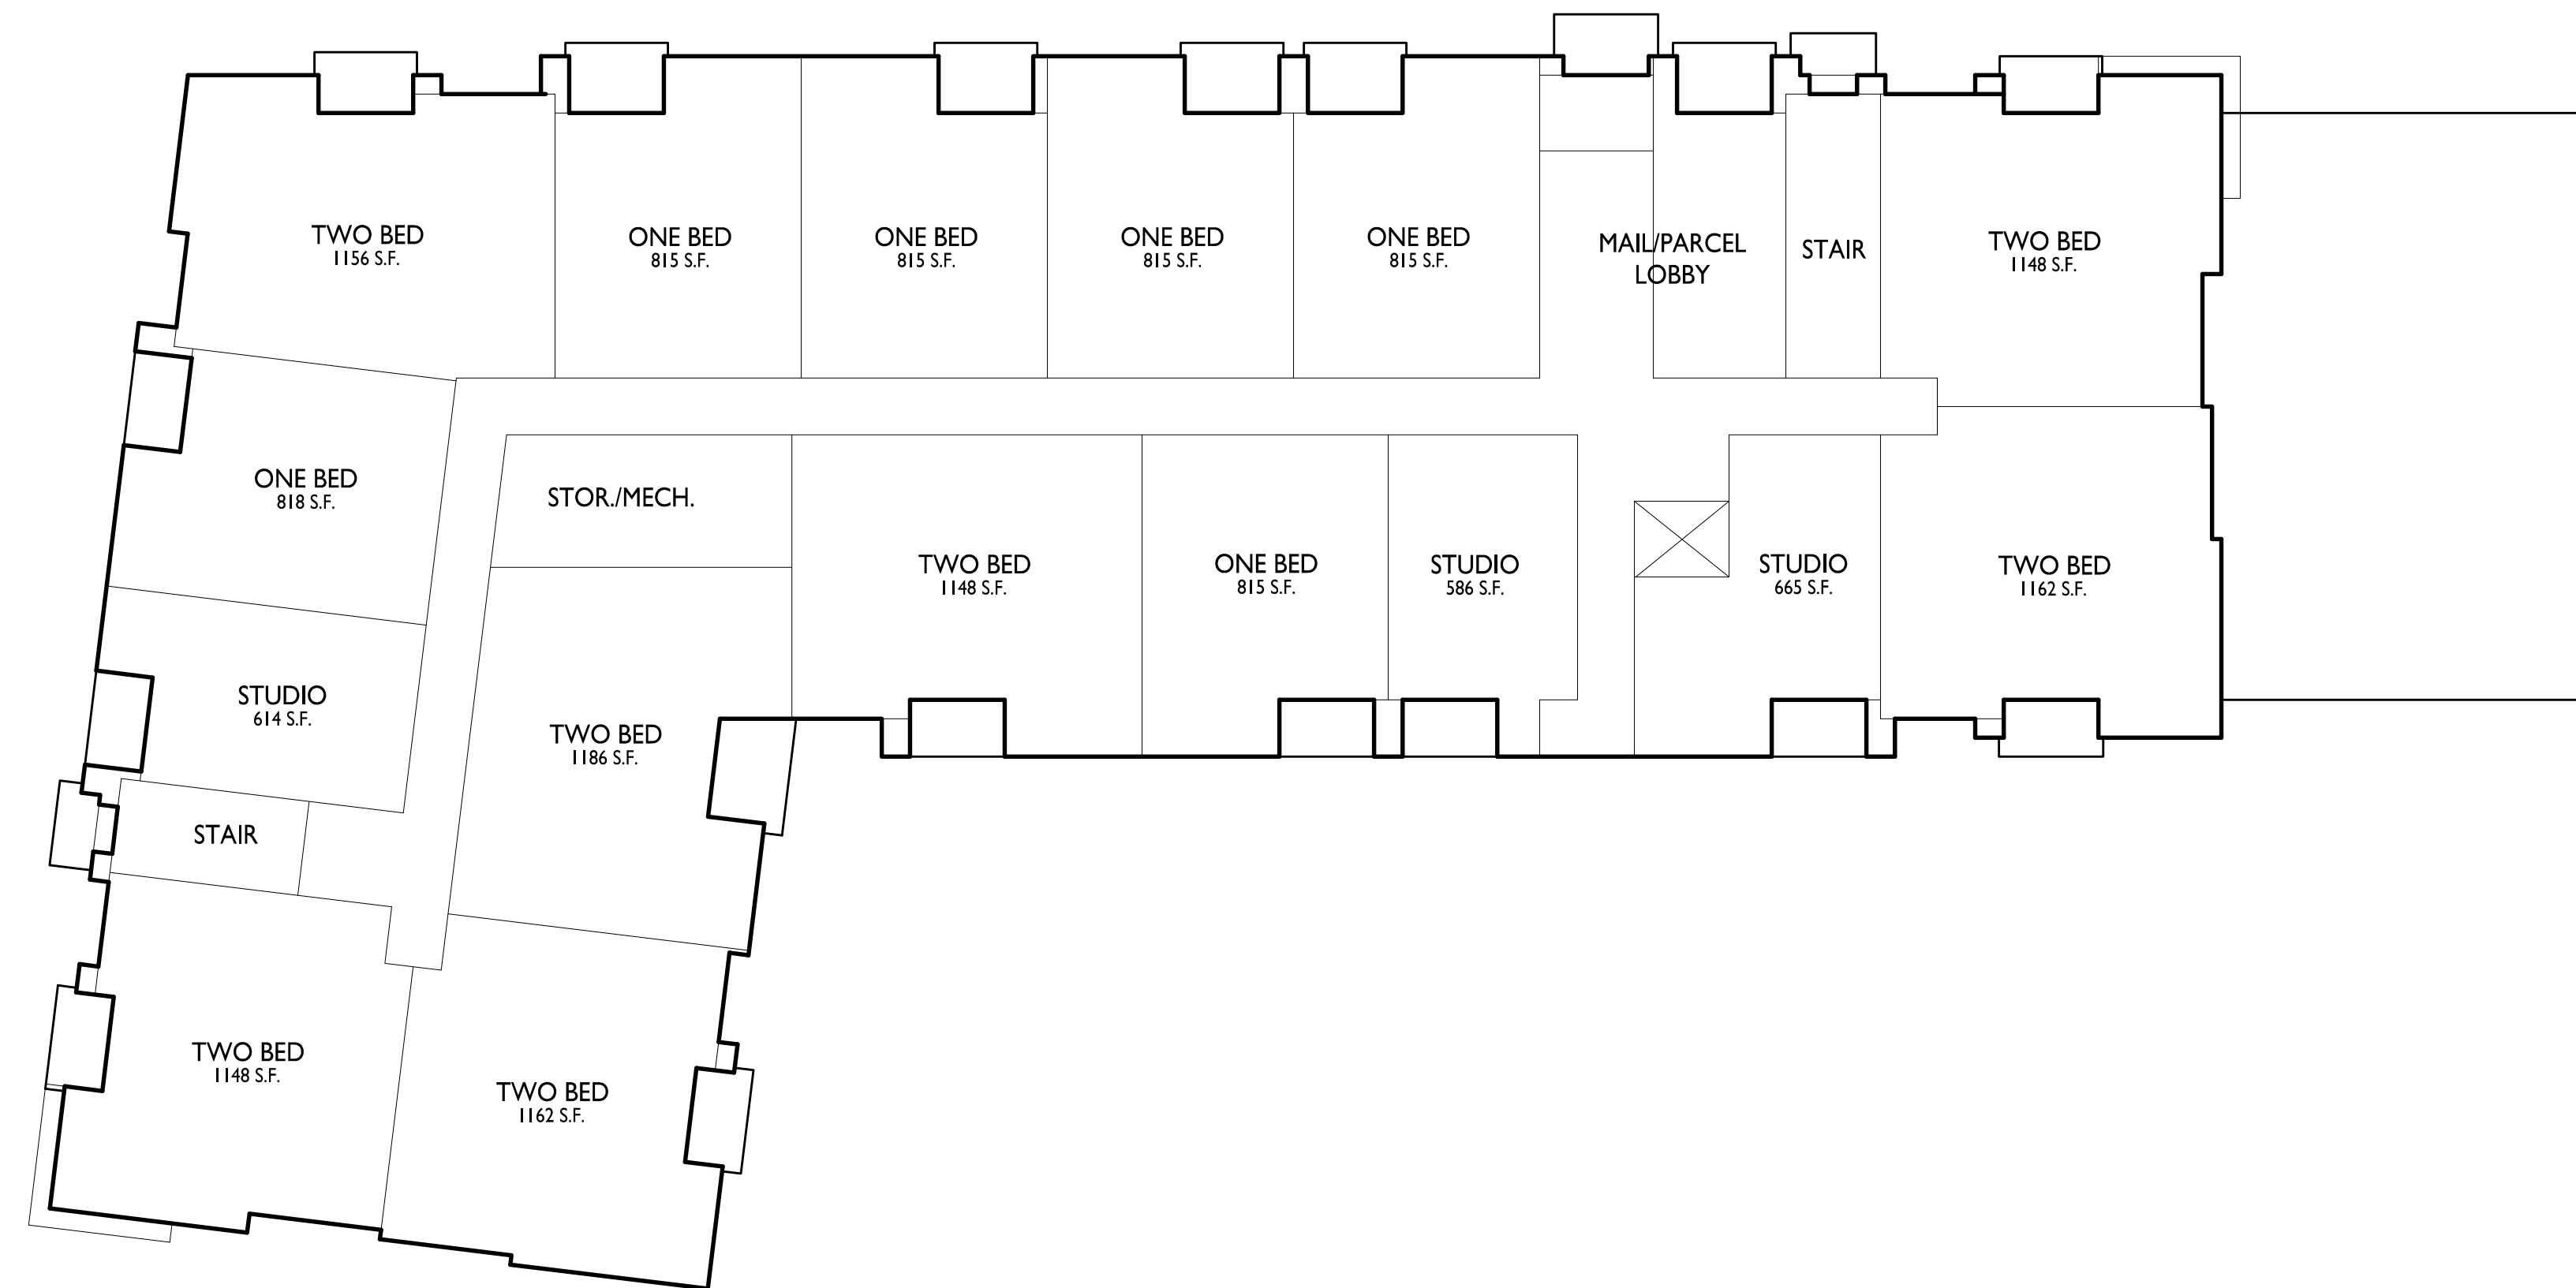 TWO BED
1156 S.F.
ONE BED
815 S.F.
ONE BED
815 S.F.
ONE BED
815 S.F.
ONE BED
815 S.F.
MAIL/PARCEL
LOBBY
STAIR
TWO BED
1148 S.F.
ONE BED
818 S.F.
STOR./MECH.
TWO BED
1148 S.F.
ONE BED
815 S.F.
STUDIO
586 S.F.
STUDIO
665 S.F.
TWO BED
1162 S.F.
STUDIO
614 S.F.
TWO BED
1186 S.F.
STAIR
TWO BED
1148 S.F.
TWO BED
1162 S.F.